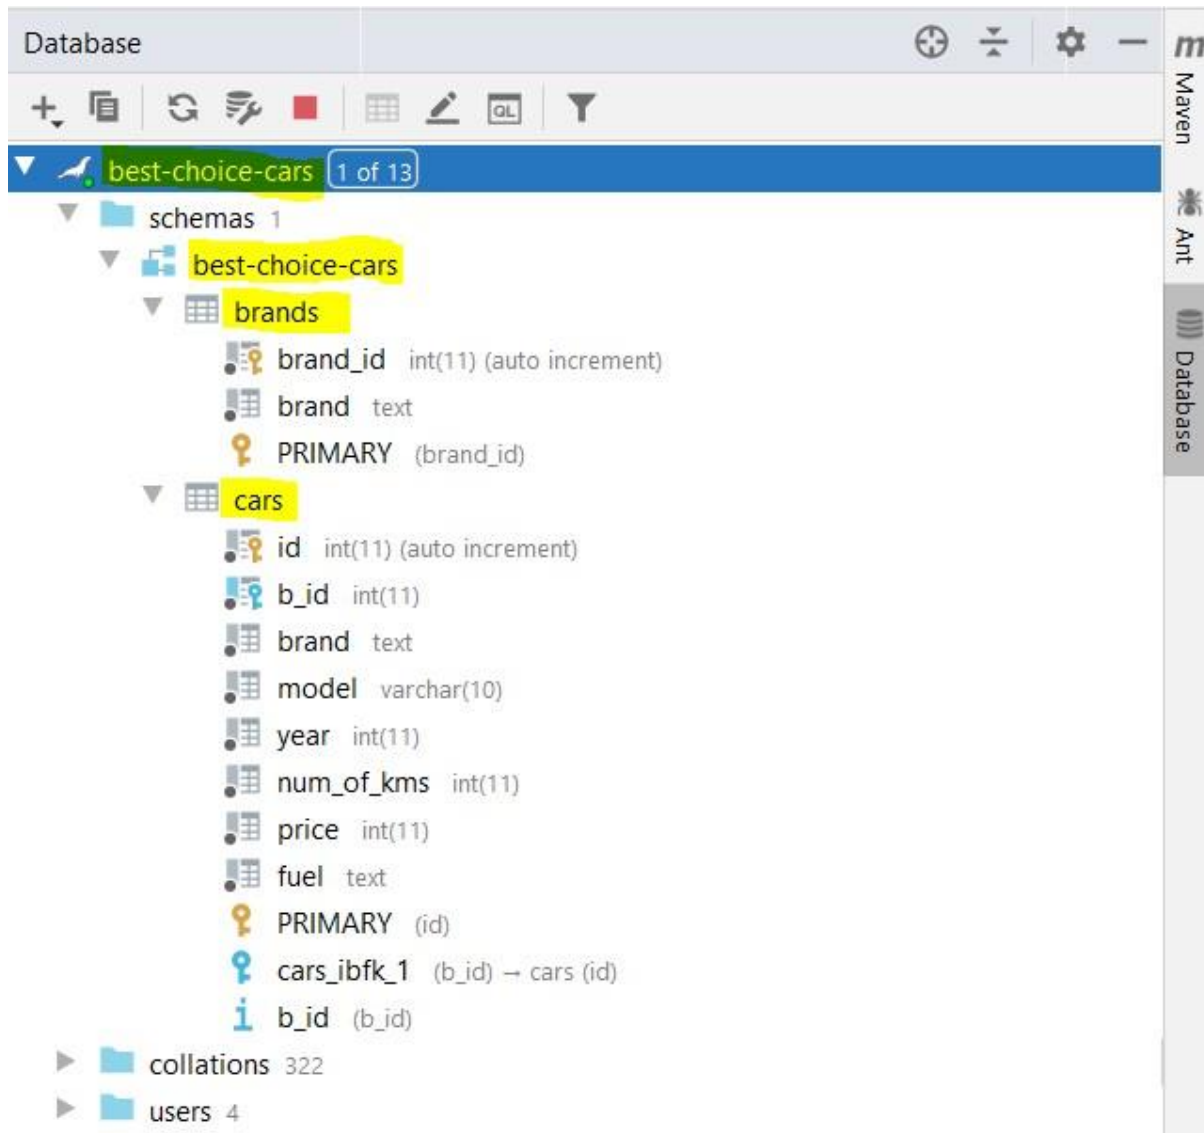 Database
QL
best-choice-cars 1 of 13
schemas 1
best-choice-cars
brands
brand_id int(11) (auto increment)
brand text
PRIMARY (brand_id)
cars
id int(11) (auto increment)
b_id int(11)
brand text
model varchar(10)
year int(11)
num_of_kms int(11)
price int(11)
fuel text
PRIMARY (id)
cars_ibfk_1 (b_id) → cars (id)
i b_id (b_id)
collations 322
users 4
m
Maven
Ant
Database